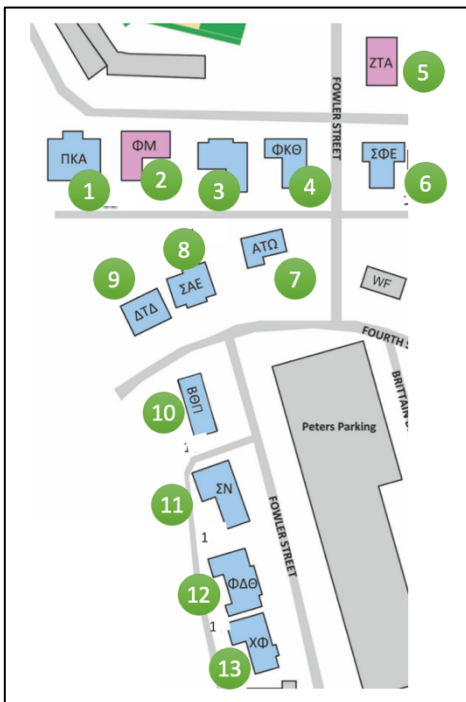 ZTA
5
FOWLER STREET
ΠΚΑ
ΦΜ
ΦΚΘ
ΣΦΕ
1
2
3
4
6
8
ΑΤΩ
9
ΣΑΕ
7
ΔΤΔ
WF
FOURTH S
ΒΘΠ
10
BRITTAIN
Peters Parking
ΣΝ
11
1
FOWLER STREET
ΦΔΘ
12
1
ΧΦ
13